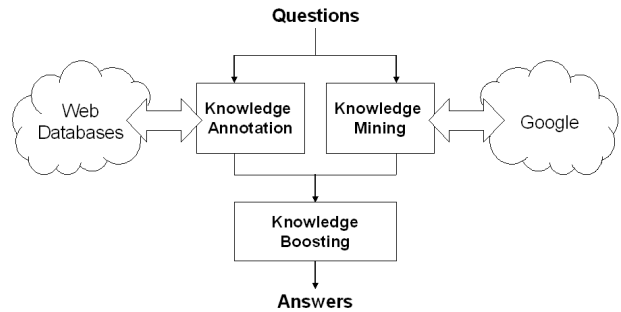 Questions
Web
Databases
Knowledge
Annotation
Knowledge
Mining
Google
Knowledge
Boosting
Answers